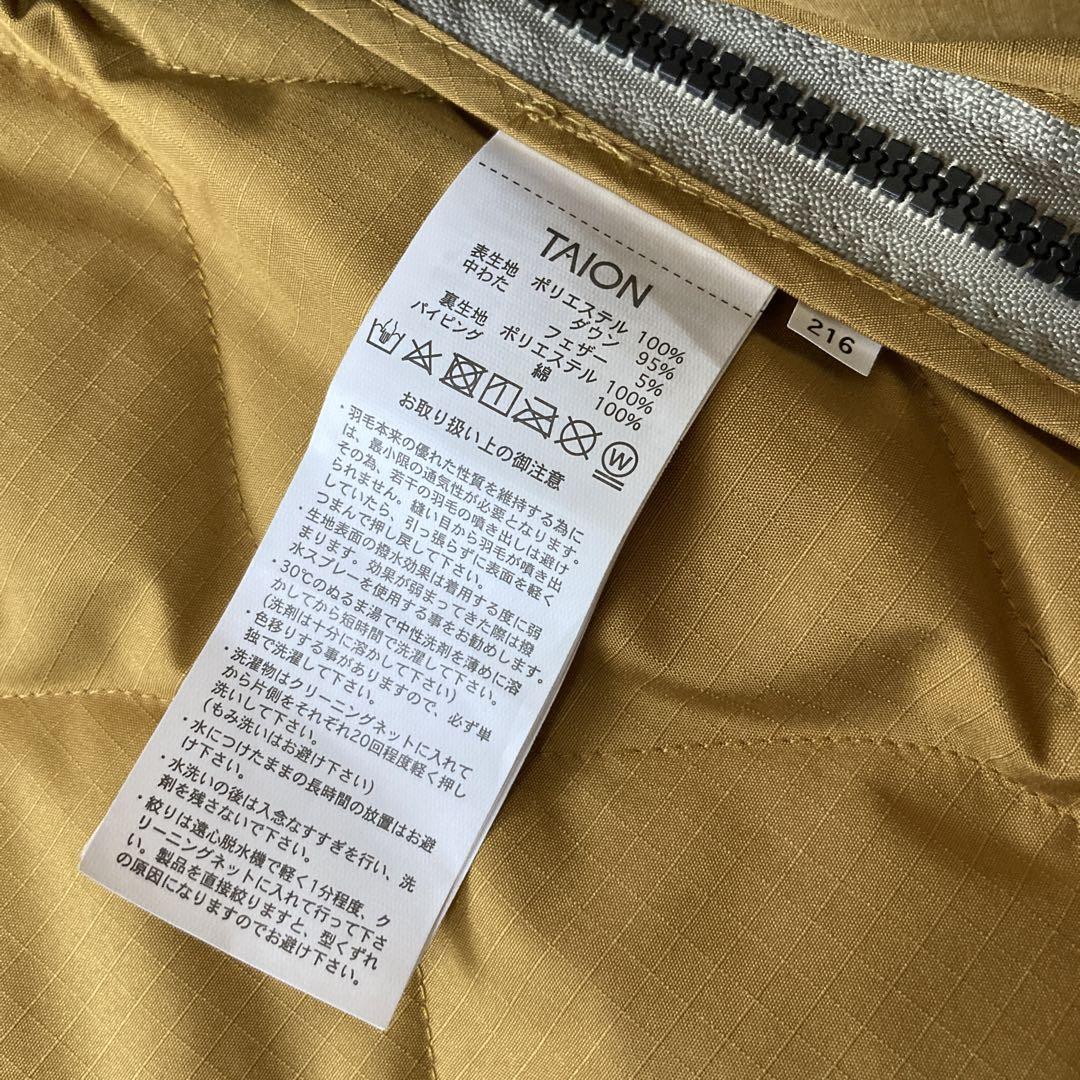 TAION
表生地 ポリエステル 100%
中わた ダウン 95%
フェザー 5%
裏生地 ポリエステル 100%
パイピング 綿 100%
W
お取り扱い上の御注意
・羽毛本来の優れた性質を維持する為に
は、最小限の通気性が必要となります。
その為、若干の羽毛の噴き出しは避け
られません。縫い目から羽毛が噴き出
していたら、引っ張らずに表面を軽く
つまんで押し戻して下さい。
・生地表面の撥水効果は着用する度に弱
まります。効果が弱まってきた際は撥
水スプレーを使用する事をお勧めします。
・30℃のぬるま湯で中性洗剤を薄めに溶
かしてから短時間で洗濯して下さい。
(洗剤は十分に溶かして下さい)
・色移りする事がありますので、必ず単
独で洗濯して下さい。
・洗濯物はクリーニングネットに入れて
から片側をそれぞれ20回程度軽く押し
洗いして下さい。
(もみ洗いはお避け下さい)
・水につけたままの長時間の放置はお避
け下さい。
・水洗いの後は入念なすすぎを行い、洗
剤を残さないで下さい。
・絞りは遠心脱水機で軽く1分程度、ク
リーニングネットに入れて行って下さ
い。製品を直接絞りますと、型くずれ
の原因になりますのでお避け下さい。
216